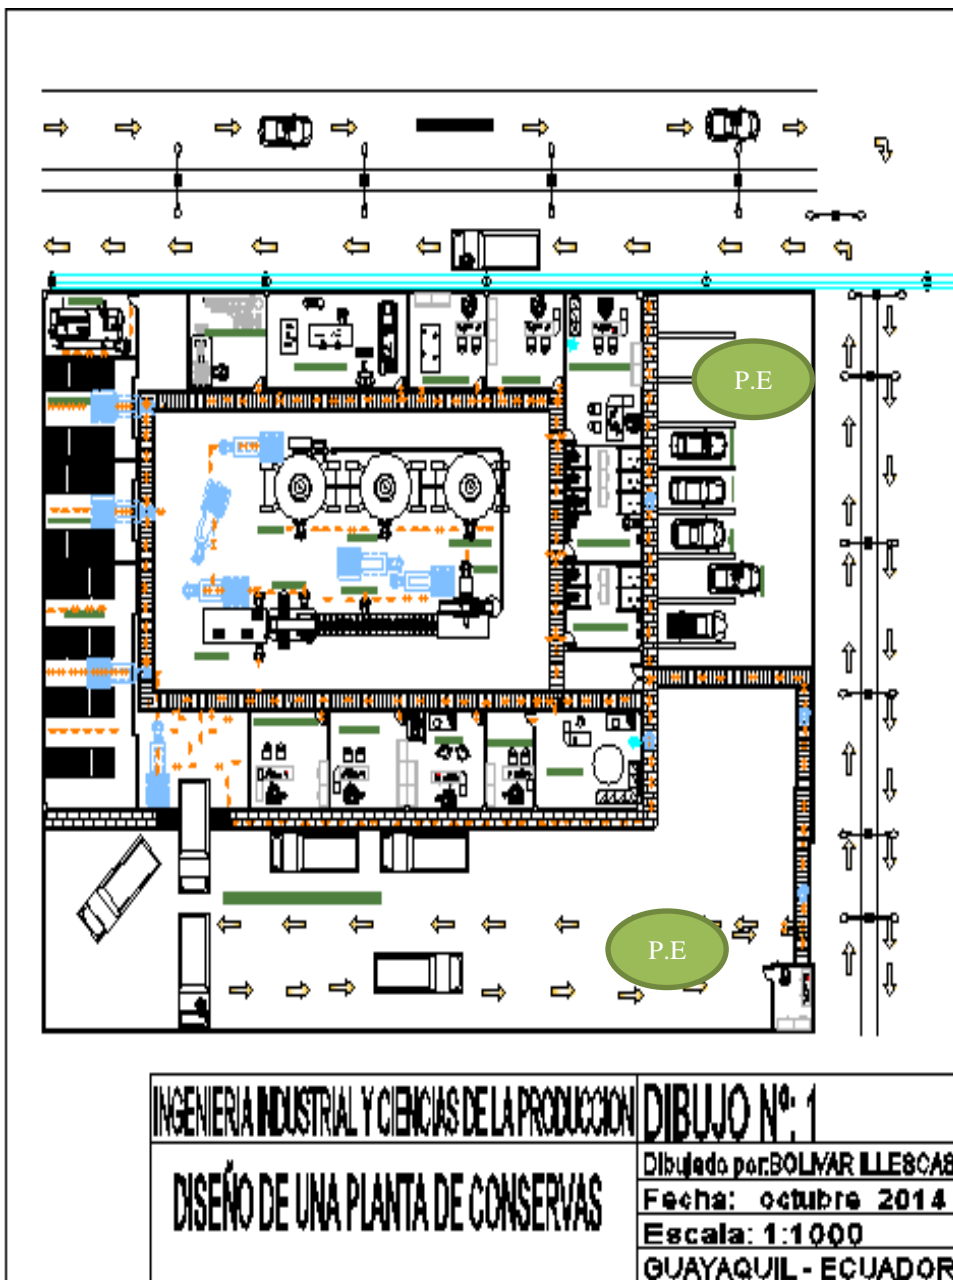 P.E
P.E
INGENIERIA INDUSTRIAL Y CIENCIAS DE LA PRODUCCION
DIBUJO Nº: 1
Dibujado por:BOLIVAR ILLESCAS
DISEÑO DE UNA PLANTA DE CONSERVAS
Fecha: octubre 2014
Escala: 1:1000
GUAYAQUIL - ECUADOR